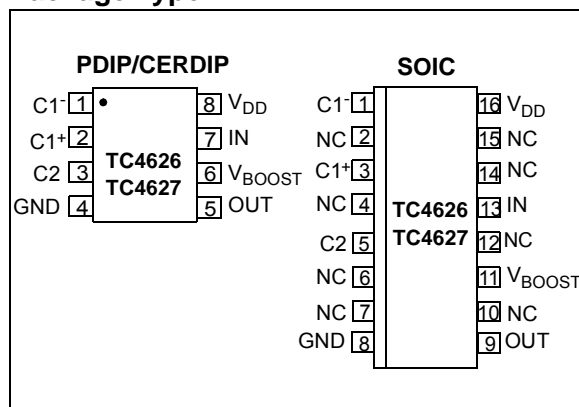 PDIP/CERDIP
C1- 1
C1+ 2
C2 3
GND 4
8 VDD
7 IN
6 VBOOST
5 OUT
TC4626
TC4627
SOIC
C1- 1
NC 2
C1+ 3
NC 4
C2 5
NC 6
NC 7
GND 8
16 VDD
15 NC
14 NC
13 IN
12 NC
11 VBOOST
10 NC
9 OUT
TC4626
TC4627